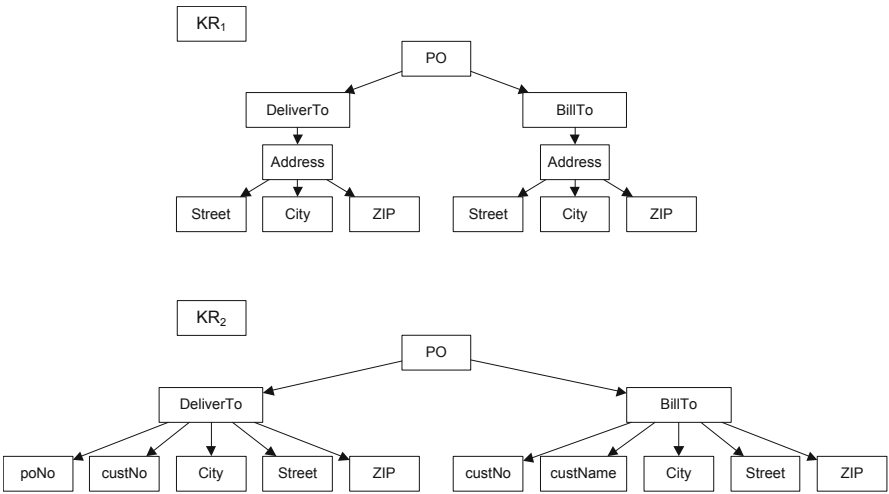 KR₁
PO
DeliverTo BillTo
Address Address
Street City ZIP Street City ZIP
KR₂
PO
DeliverTo BillTo
poNo custNo City Street ZIP custNo custName City Street ZIP